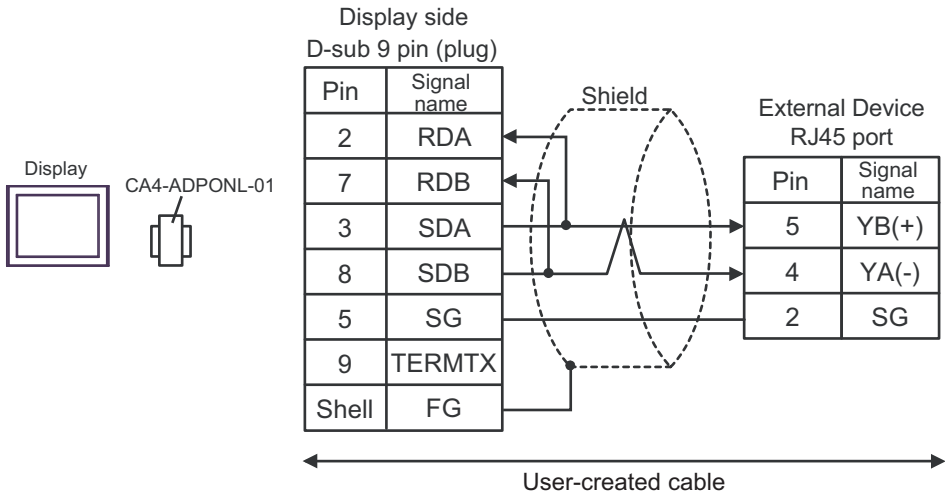 Display side
D-sub 9 pin (plug)
Pin
Signal
name
2
RDA
7
RDB
3
SDA
8
SDB
5
SG
9
TERMTX
Shell
FG
Shield
External Device
RJ45 port
Pin
Signal
name
5
YB(+)
4
YA(-)
2
SG
Display
CA4-ADPONL-01
User-created cable